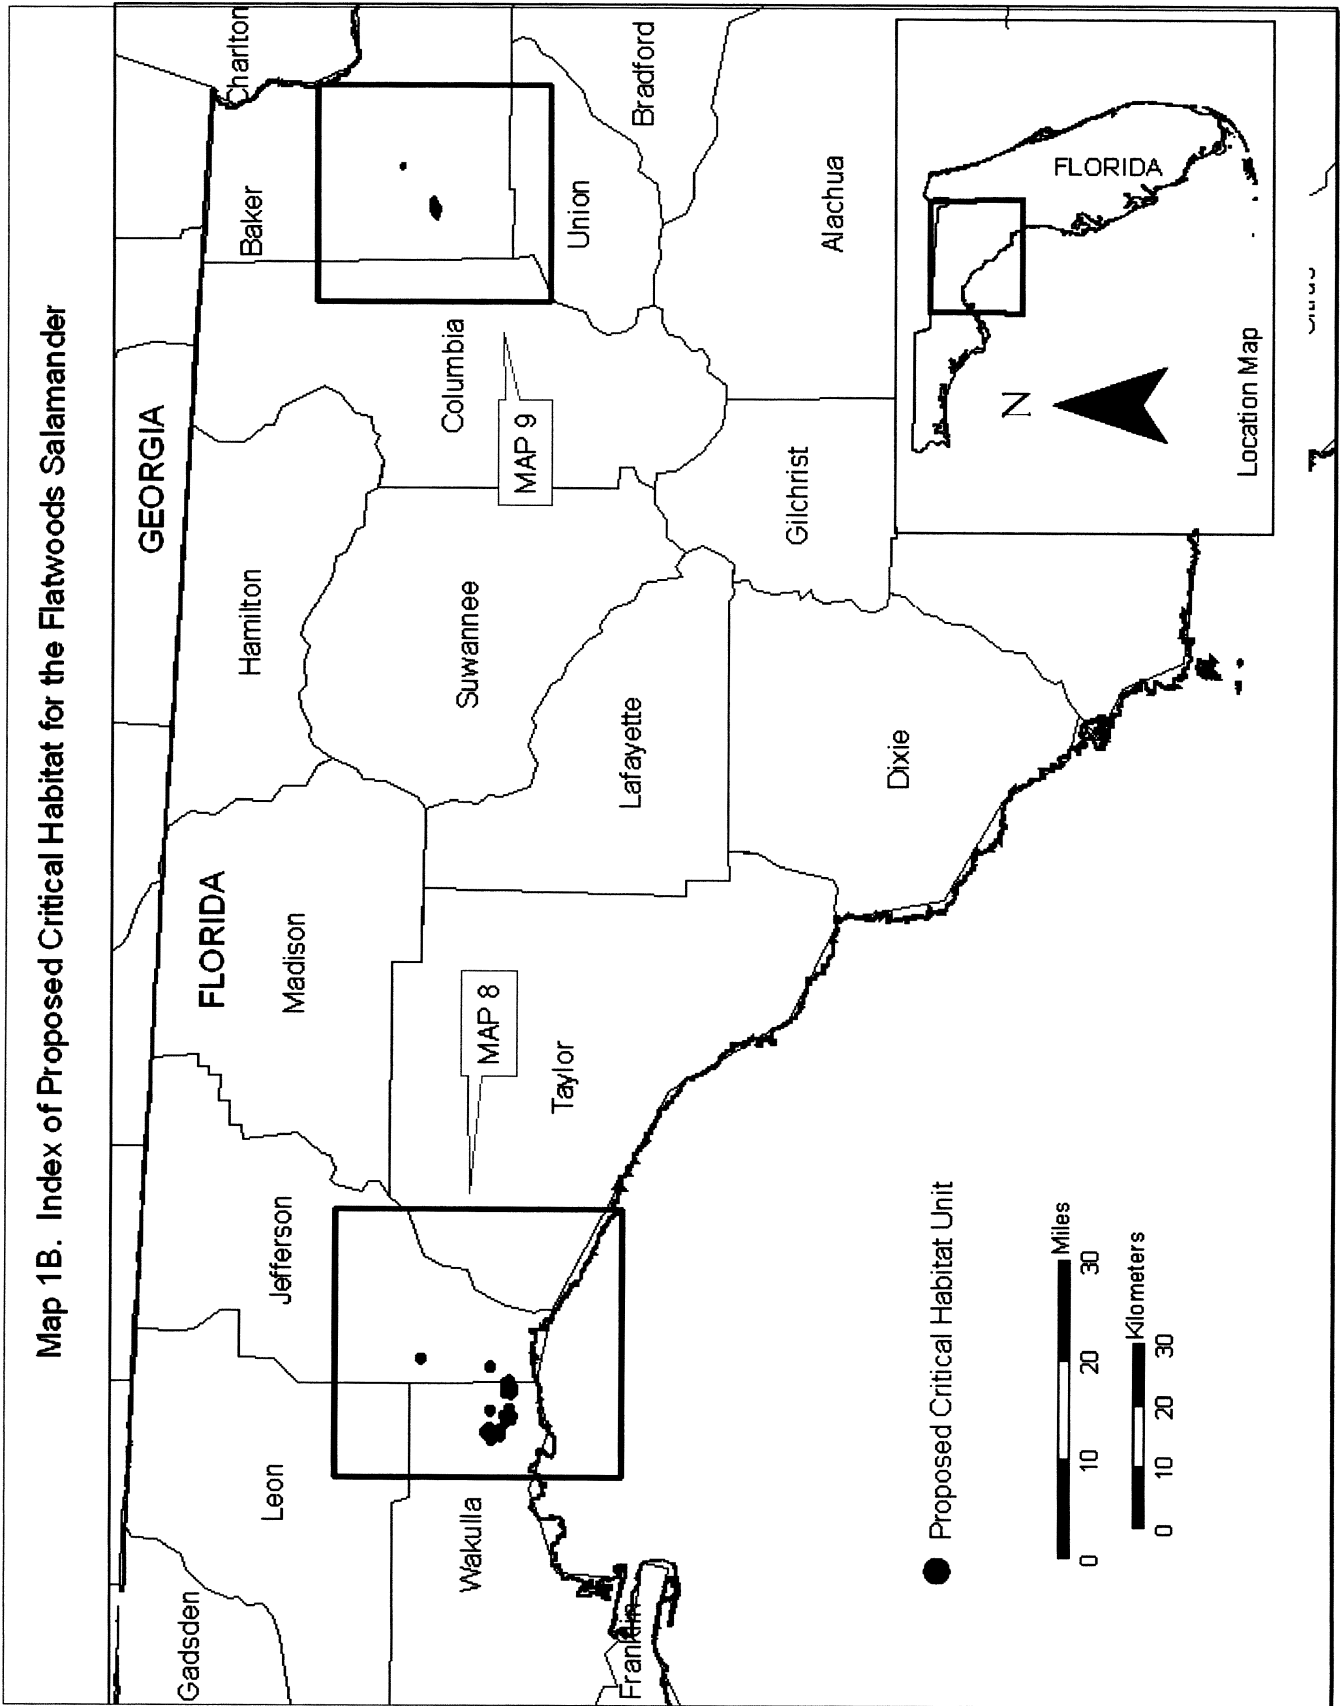 Map 1B. Index of Proposed Critical Habitat for the Flatwoods Salamander
GEORGIA
Charlton
Gadsden
Leon
Jefferson
FLORIDA
Madison
Hamilton
Baker
Wakulla
MAP 8
Taylor
Suwannee
Columbia
MAP 9
Union
Bradford
Franklin
Lafayette
Gilchrist
Alachua
Dixie
Proposed Critical Habitat Unit
0 10 20 30 Miles
0 10 20 30 Kilometers
N
FLORIDA
Location Map